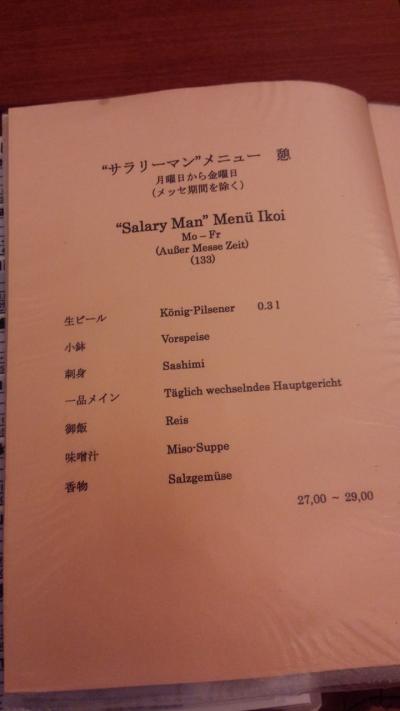 “サラリーマン”メニュー　憩
月曜日から金曜日
（メッセ期間を除く）
“Salary Man” Menü Ikoi
Mo – Fr
(Außer Messe Zeit)
(133)
生ビール König-Pilsener 0.3 l
小鉢 Vorspeise
刺身 Sashimi
一品メイン Täglich wechselndes Hauptgericht
御飯 Reis
味噌汁 Miso-Suppe
香物 Salzgemüse
27,00 ~ 29,00